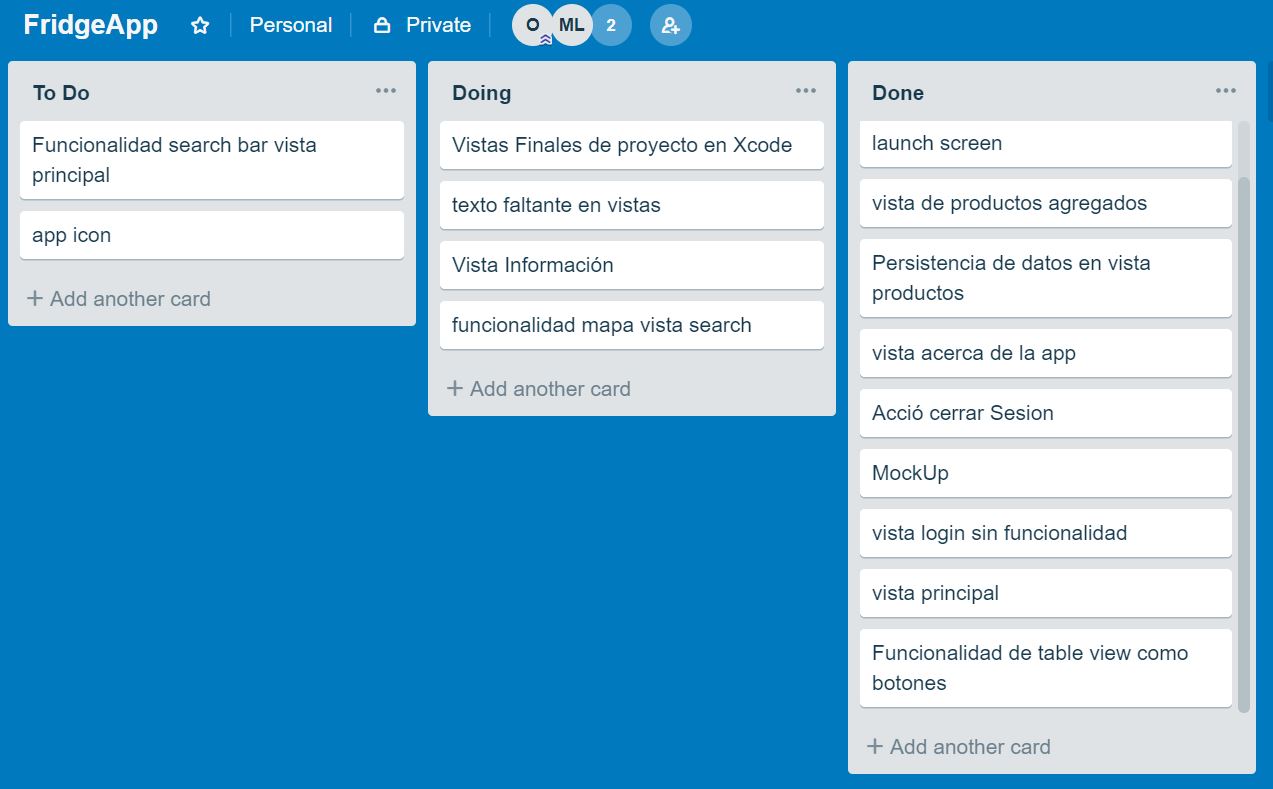 FridgeApp Personal Private O ML 2
To Do
Funcionalidad search bar vista
principal
app icon
+ Add another card
Doing
Vistas Finales de proyecto en Xcode
texto faltante en vistas
Vista Información
funcionalidad mapa vista search
+ Add another card
Done
launch screen
vista de productos agregados
Persistencia de datos en vista
productos
vista acerca de la app
Acció cerrar Sesion
MockUp
vista login sin funcionalidad
vista principal
Funcionalidad de table view como
botones
+ Add another card